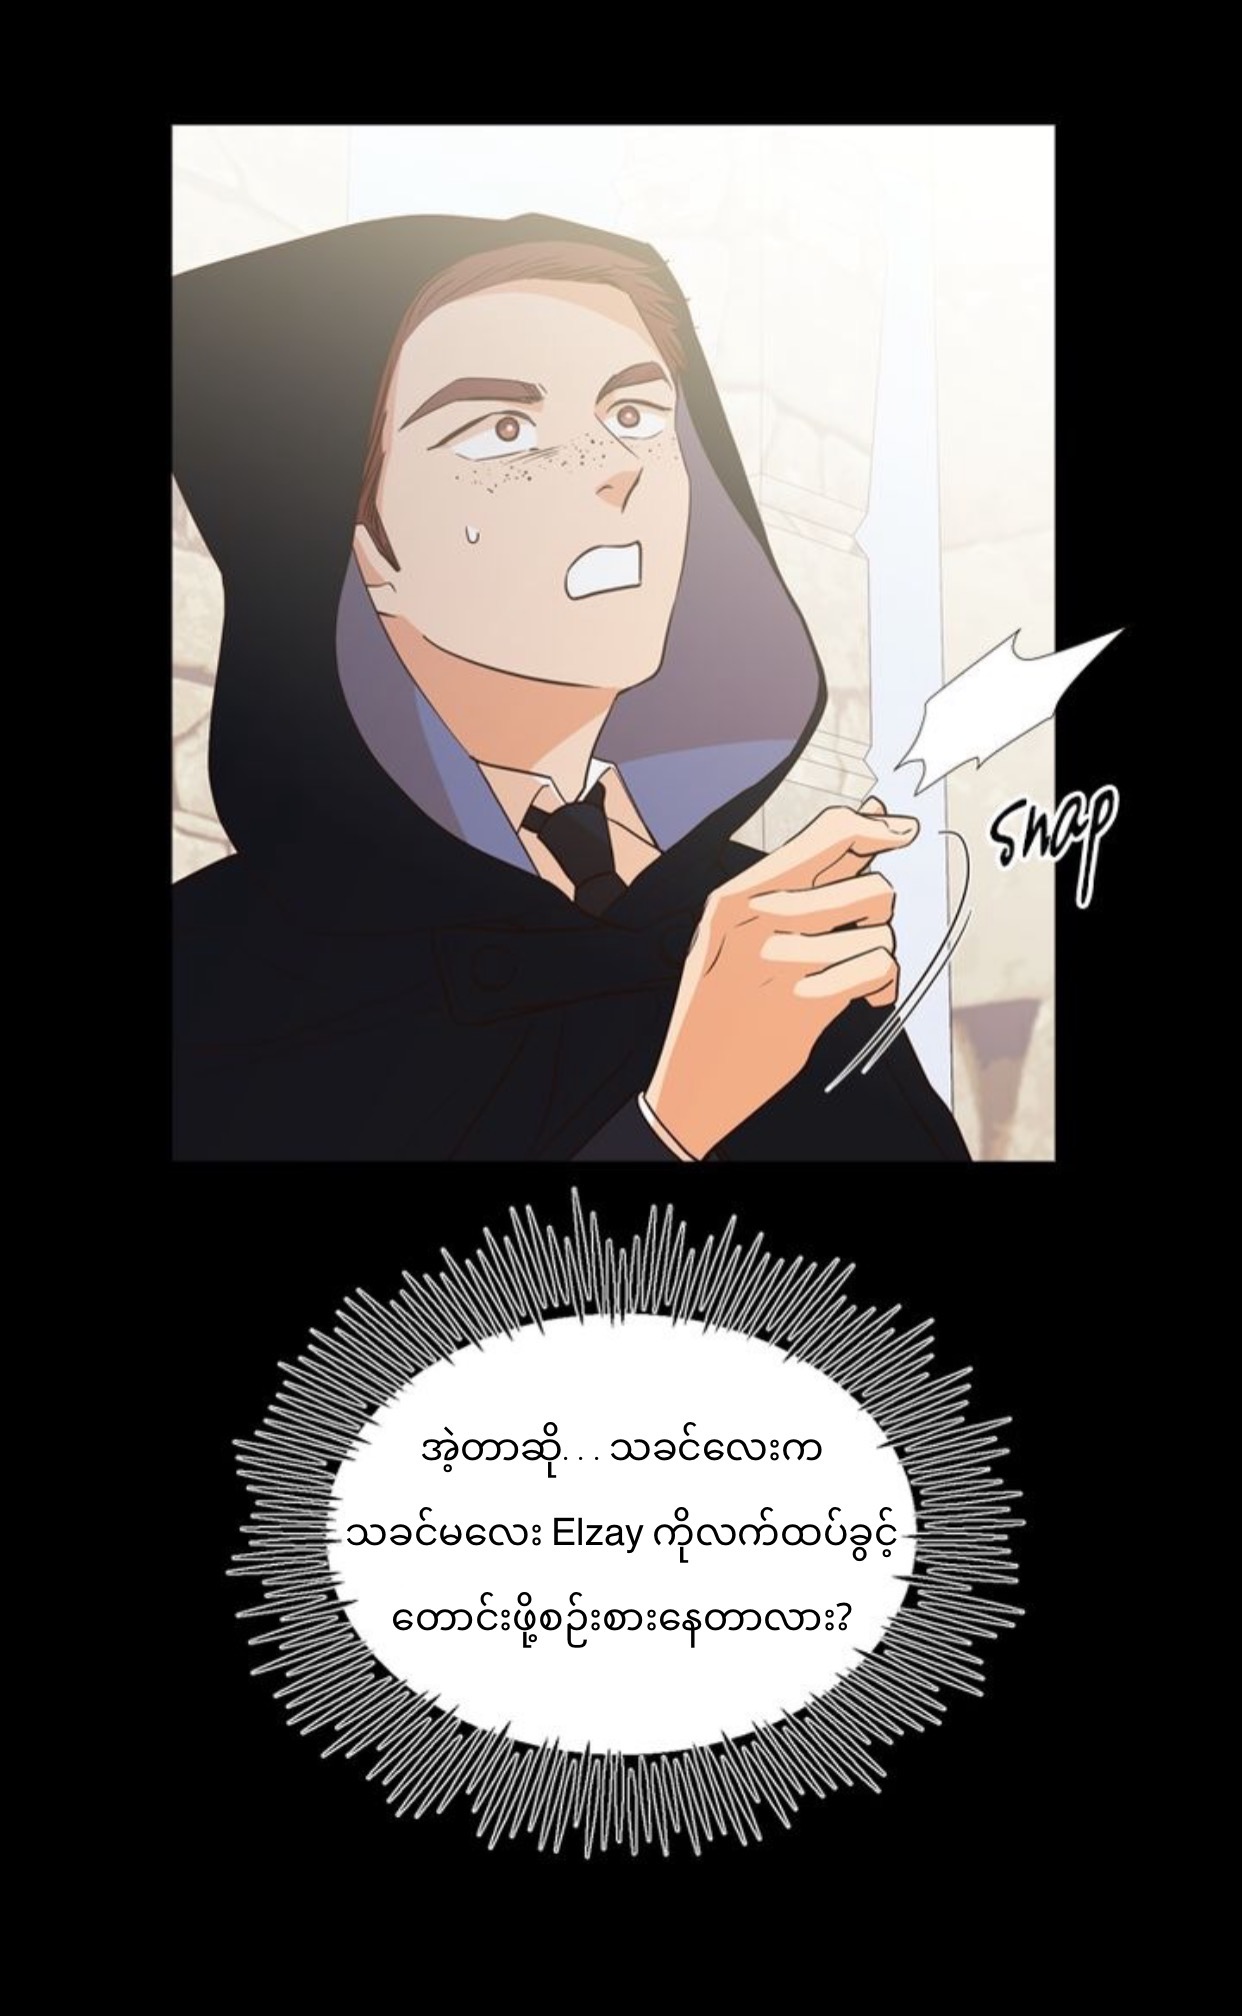 snap
အဲ့တာဆို... သခင်လေးက
သခင်မလေး Elzay ကိုလက်ထပ်ခွင့်
တောင်းဖို့စဉ်းစားနေတာလား?